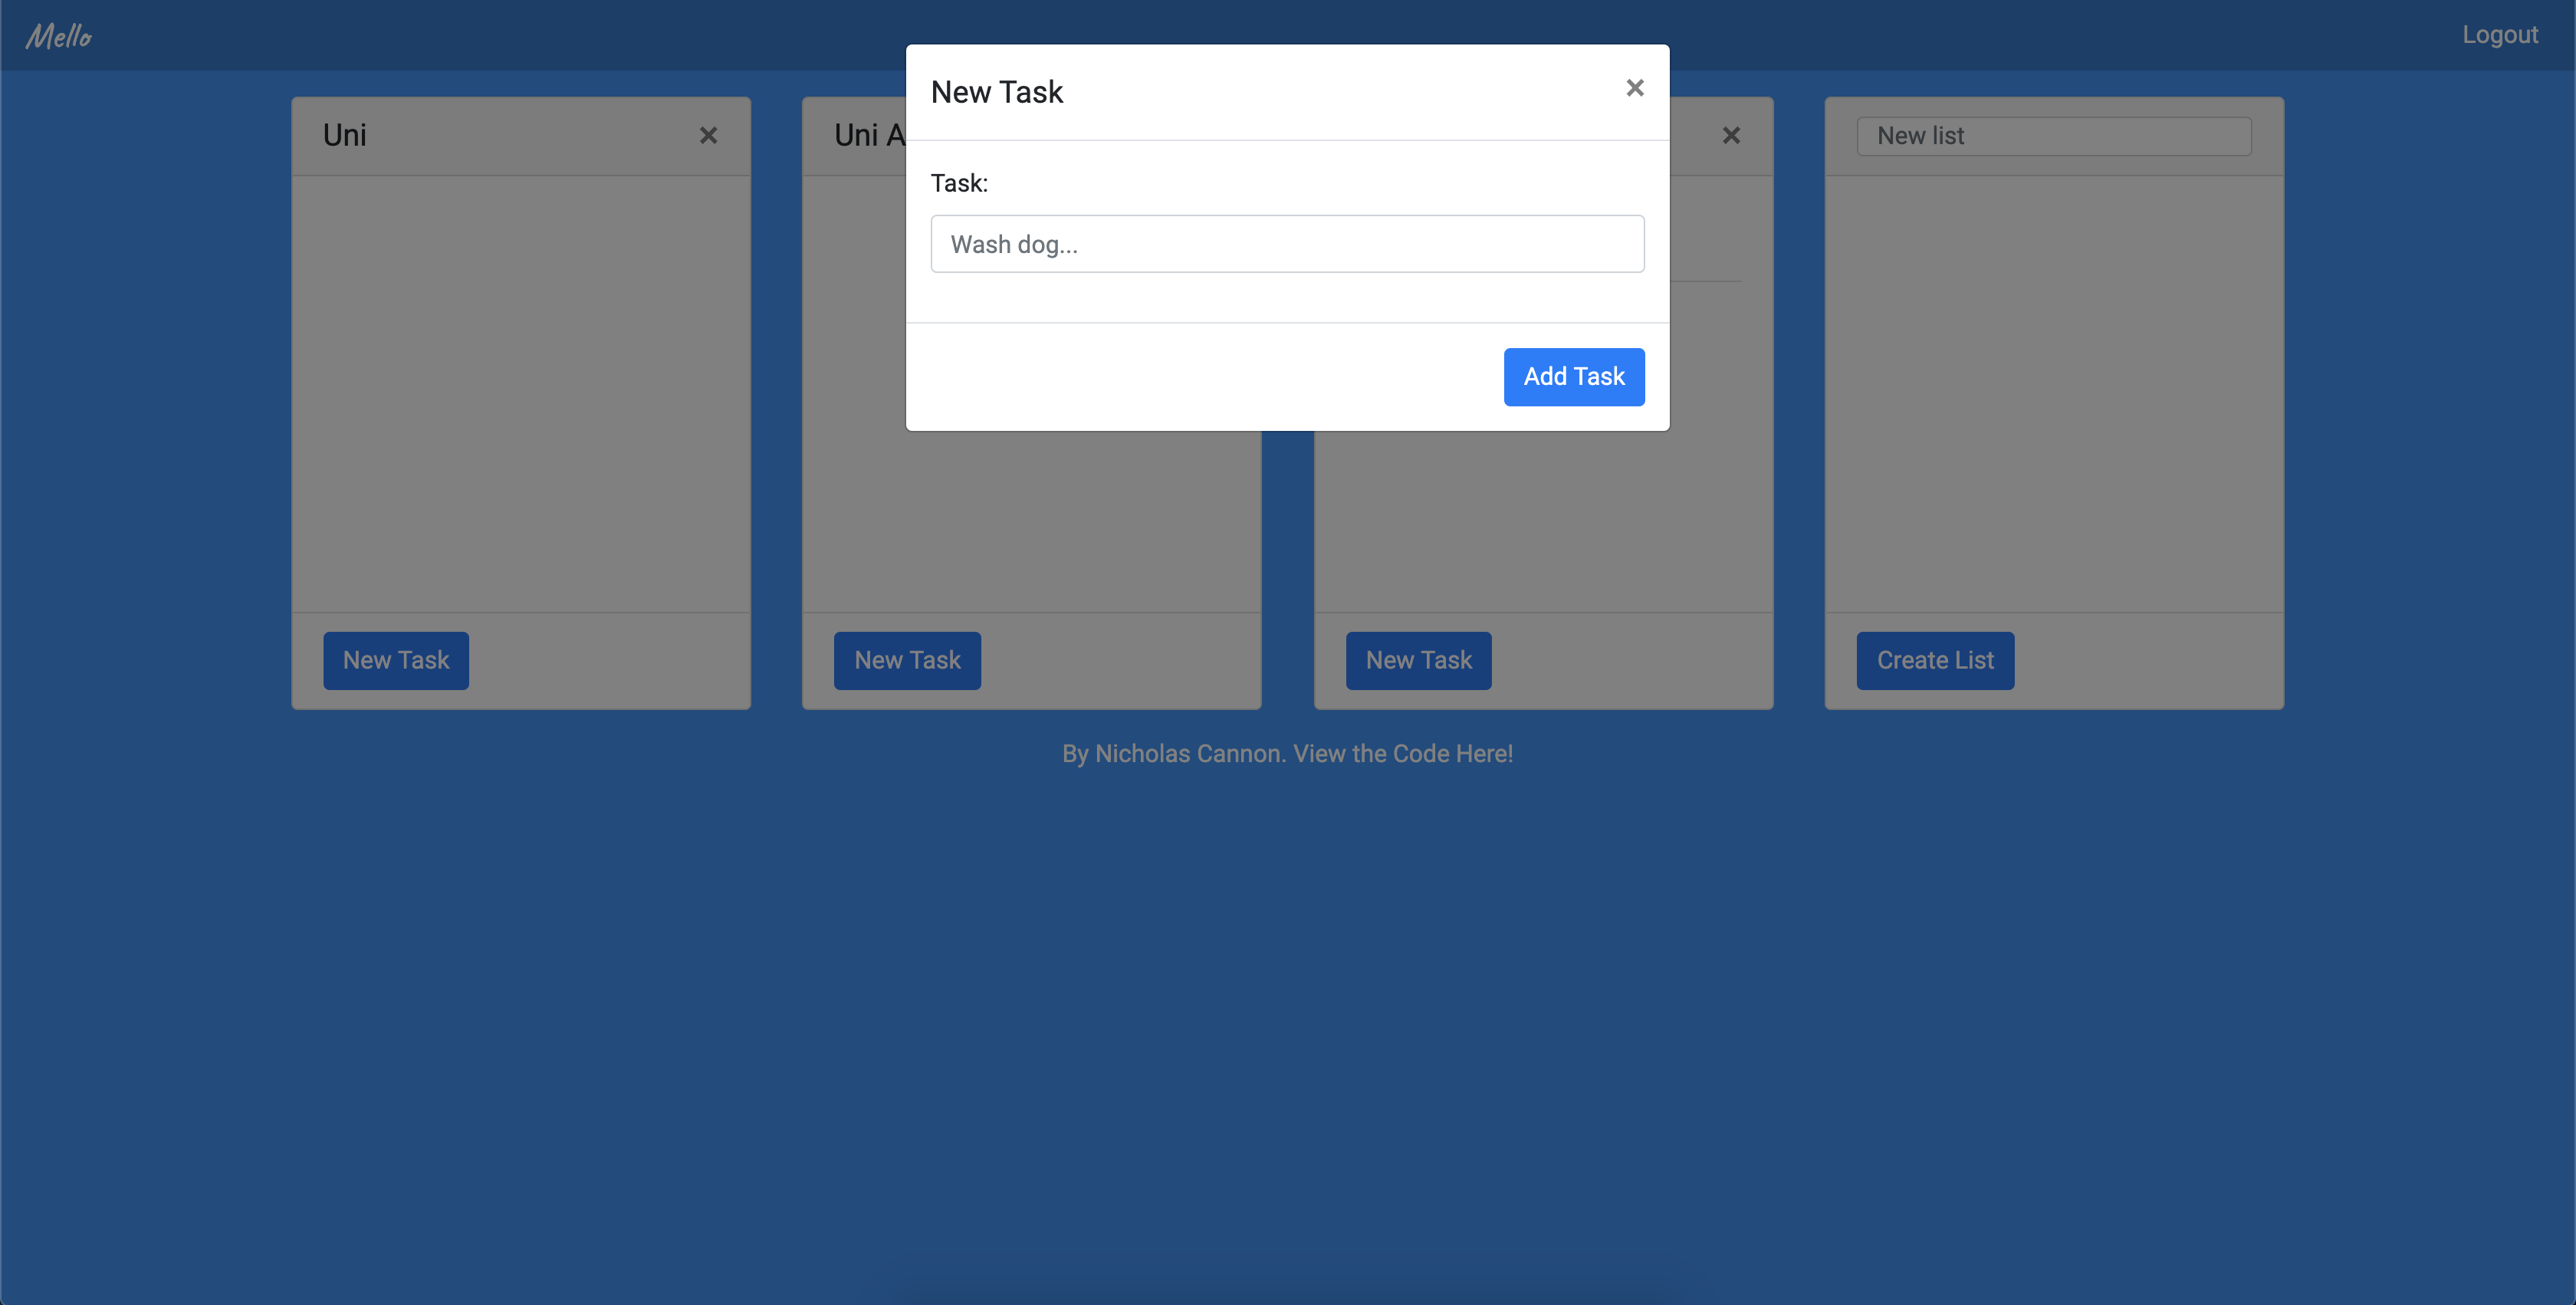 Mello
Logout
New Task ×
Task:
Wash dog...
Add Task
Uni ×
New Task
Uni A
New Task
×
New Task
New list
Create List
By Nicholas Cannon. View the Code Here!